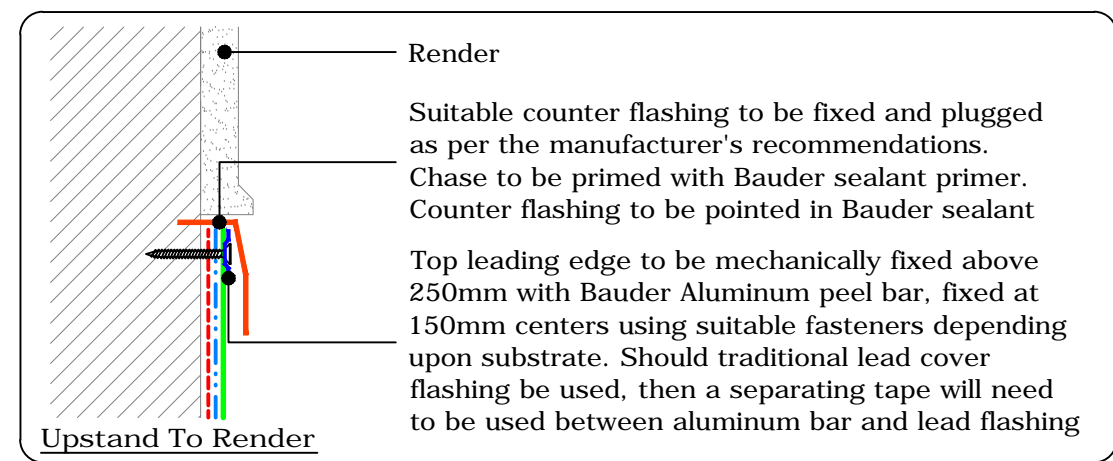 Render
Suitable counter flashing to be fixed and plugged
as per the manufacturer's recommendations.
Chase to be primed with Bauder sealant primer.
Counter flashing to be pointed in Bauder sealant
Top leading edge to be mechanically fixed above
250mm with Bauder Aluminum peel bar, fixed at
150mm centers using suitable fasteners depending
upon substrate. Should traditional lead cover
flashing be used, then a separating tape will need
to be used between aluminum bar and lead flashing
Upstand To Render